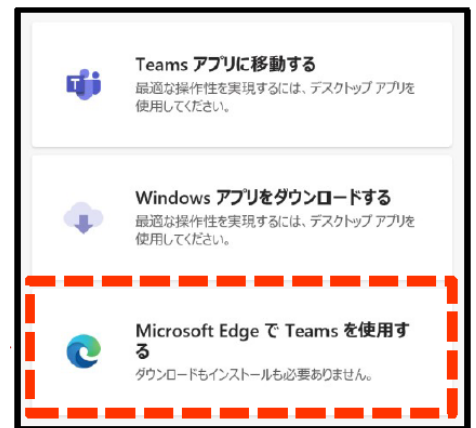 Teams アプリに移動する
最適な操作性を実現するには、デスクトップ アプリを
使用してください。
Windows アプリをダウンロードする
最適な操作性を実現するには、デスクトップ アプリを
使用してください。
Microsoft Edge で Teams を使用す
る
ダウンロードもインストールも必要ありません。